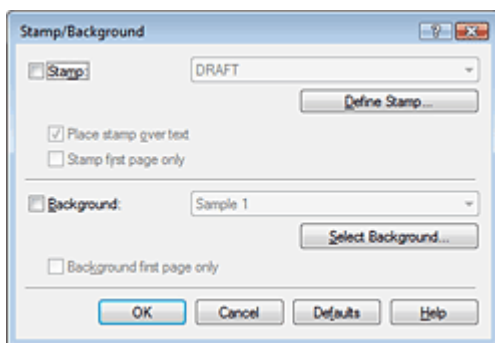 Stamp/Background
Stamp: DRAFT
Define Stamp...
Place stamp over text
Stamp first page only
Background: Sample 1
Select Background...
Background first page only
OK Cancel Defaults Help